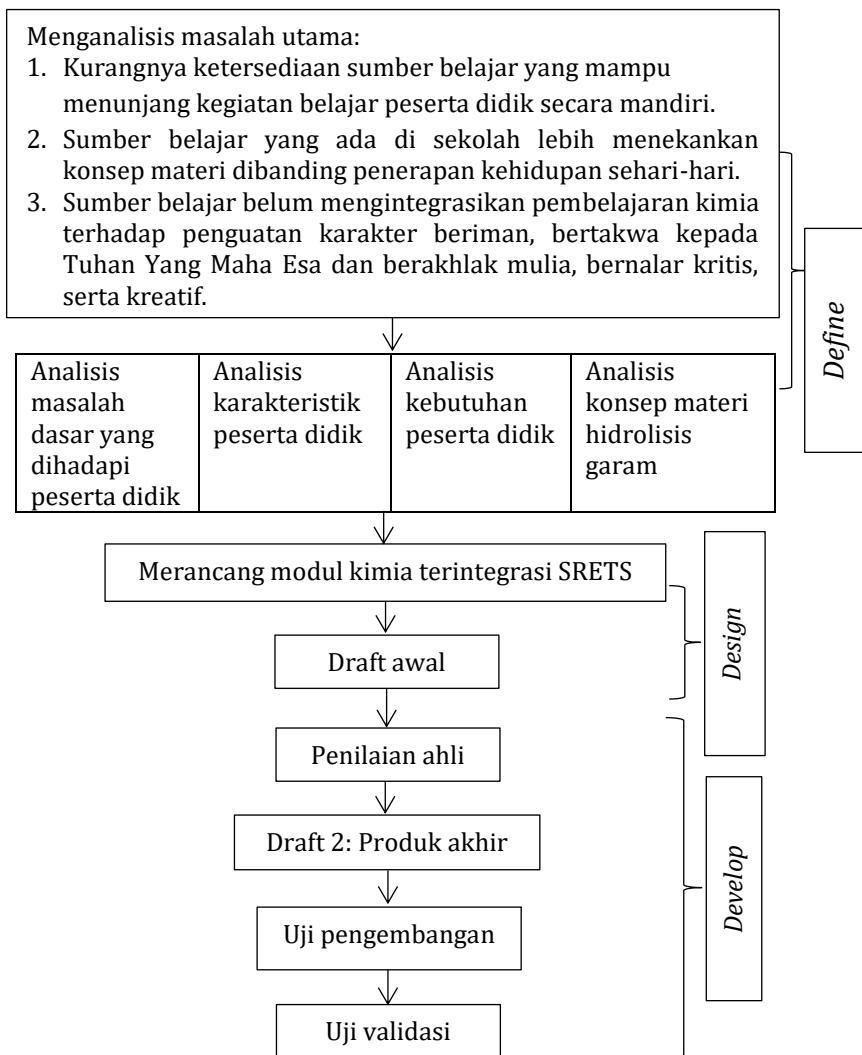 Menganalisis masalah utama:
1. Kurangnya ketersediaan sumber belajar yang mampu
menunjang kegiatan belajar peserta didik secara mandiri.
2. Sumber belajar yang ada di sekolah lebih menekankan
konsep materi dibanding penerapan kehidupan sehari-hari.
3. Sumber belajar belum mengintegrasikan pembelajaran kimia
terhadap penguatan karakter beriman, bertakwa kepada
Tuhan Yang Maha Esa dan berakhlak mulia, bernalar kritis,
serta kreatif.
Define
Analisis
masalah
dasar yang
dihadapi
peserta didik
Analisis
karakteristik
peserta didik
Analisis
kebutuhan
peserta didik
Analisis
konsep materi
hidrolisis
garam
Merancang modul kimia terintegrasi SRETS
Draft awal
Design
Penilaian ahli
Draft 2: Produk akhir
Uji pengembangan
Uji validasi
Develop